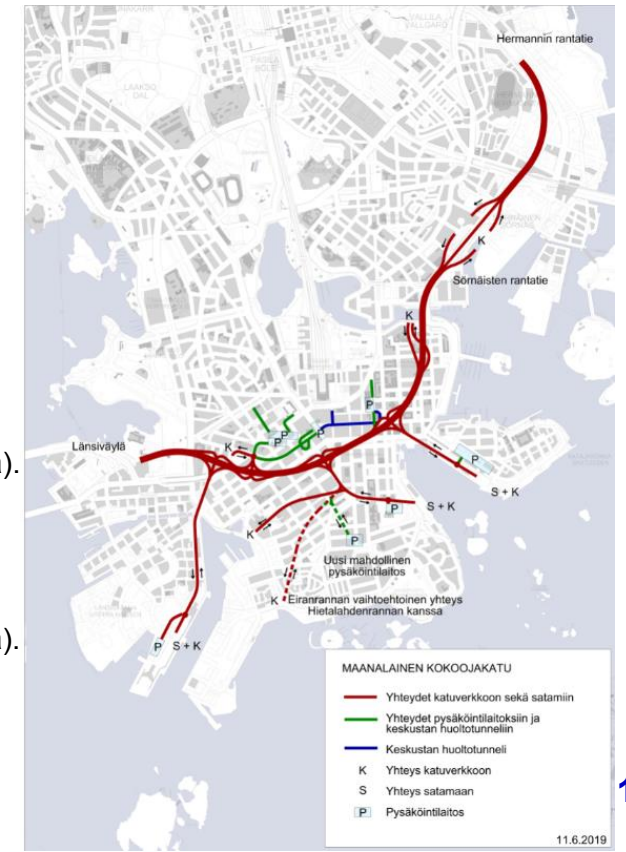 Hermannin rantatie
K
Sörnäisten rantatie
K
P
P
P
P
Länsiväylä
K
P
S + K
P
S + K
K
P
Uusi mahdollinen
pysäköintilaitos
K
Eiranrannan vaihtoehtoinen yhteys
Hietalahdenrannan kanssa
P
S + K
MAANALAINEN KOKOOJAKATU
Yhteydet katuverkkoon sekä satamiin
Yhteydet pysäköintilaitoksiin ja
keskustan huoltotunneliin
Keskustan huoltotunneli
K Yhteys katuverkkoon
S Yhteys satamaan
P Pysäköintilaitos
11.6.2019